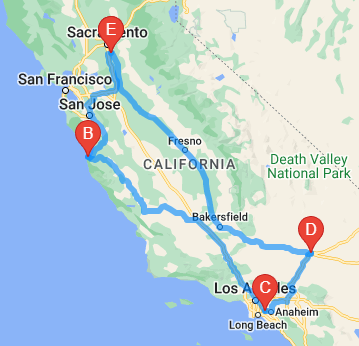 E
Sacramento
San Francisco
San Jose
B
Fresno
CALIFORNIA
Death Valley
National Park
Bakersfield
D
C
Los Angeles
Anaheim
Long Beach